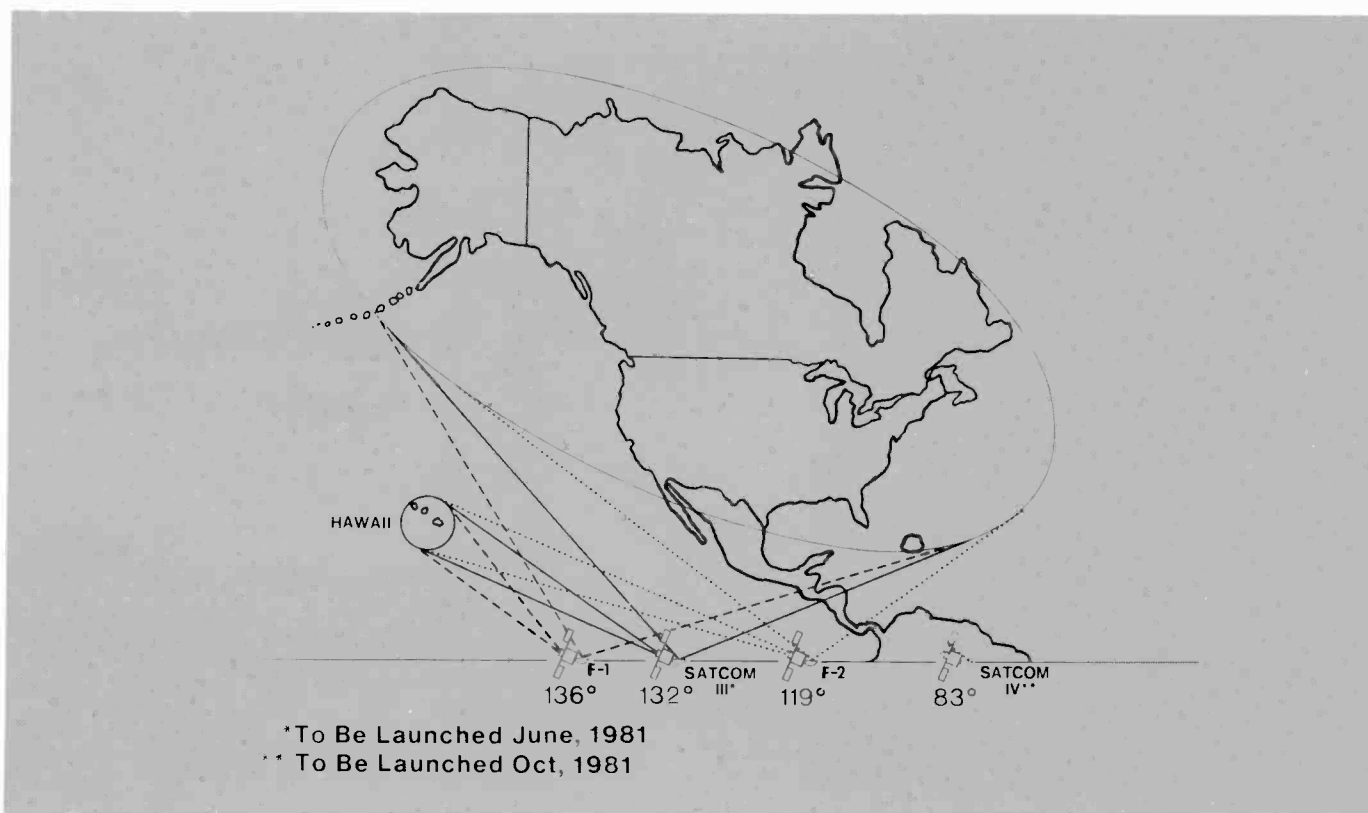 HAWAII
F-1
SATCOM
III*
F-2
SATCOM
IV**
136°
132°
119°
83°
*To Be Launched June, 1981
** To Be Launched Oct, 1981